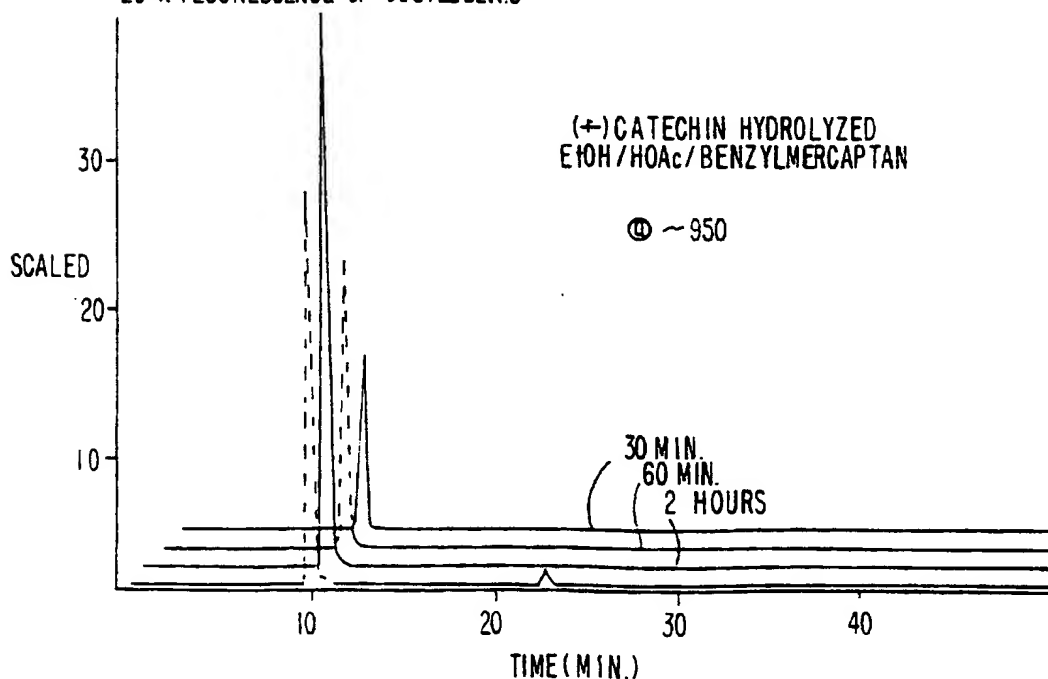 30
20
10
SCALED
(+)CATECHIN HYDROLYZED
EtOH/HOAc/BENZYLMERCAPTAN
~950
30 MIN.
60 MIN.
2 HOURS
10 20 30 40
TIME(MIN.)